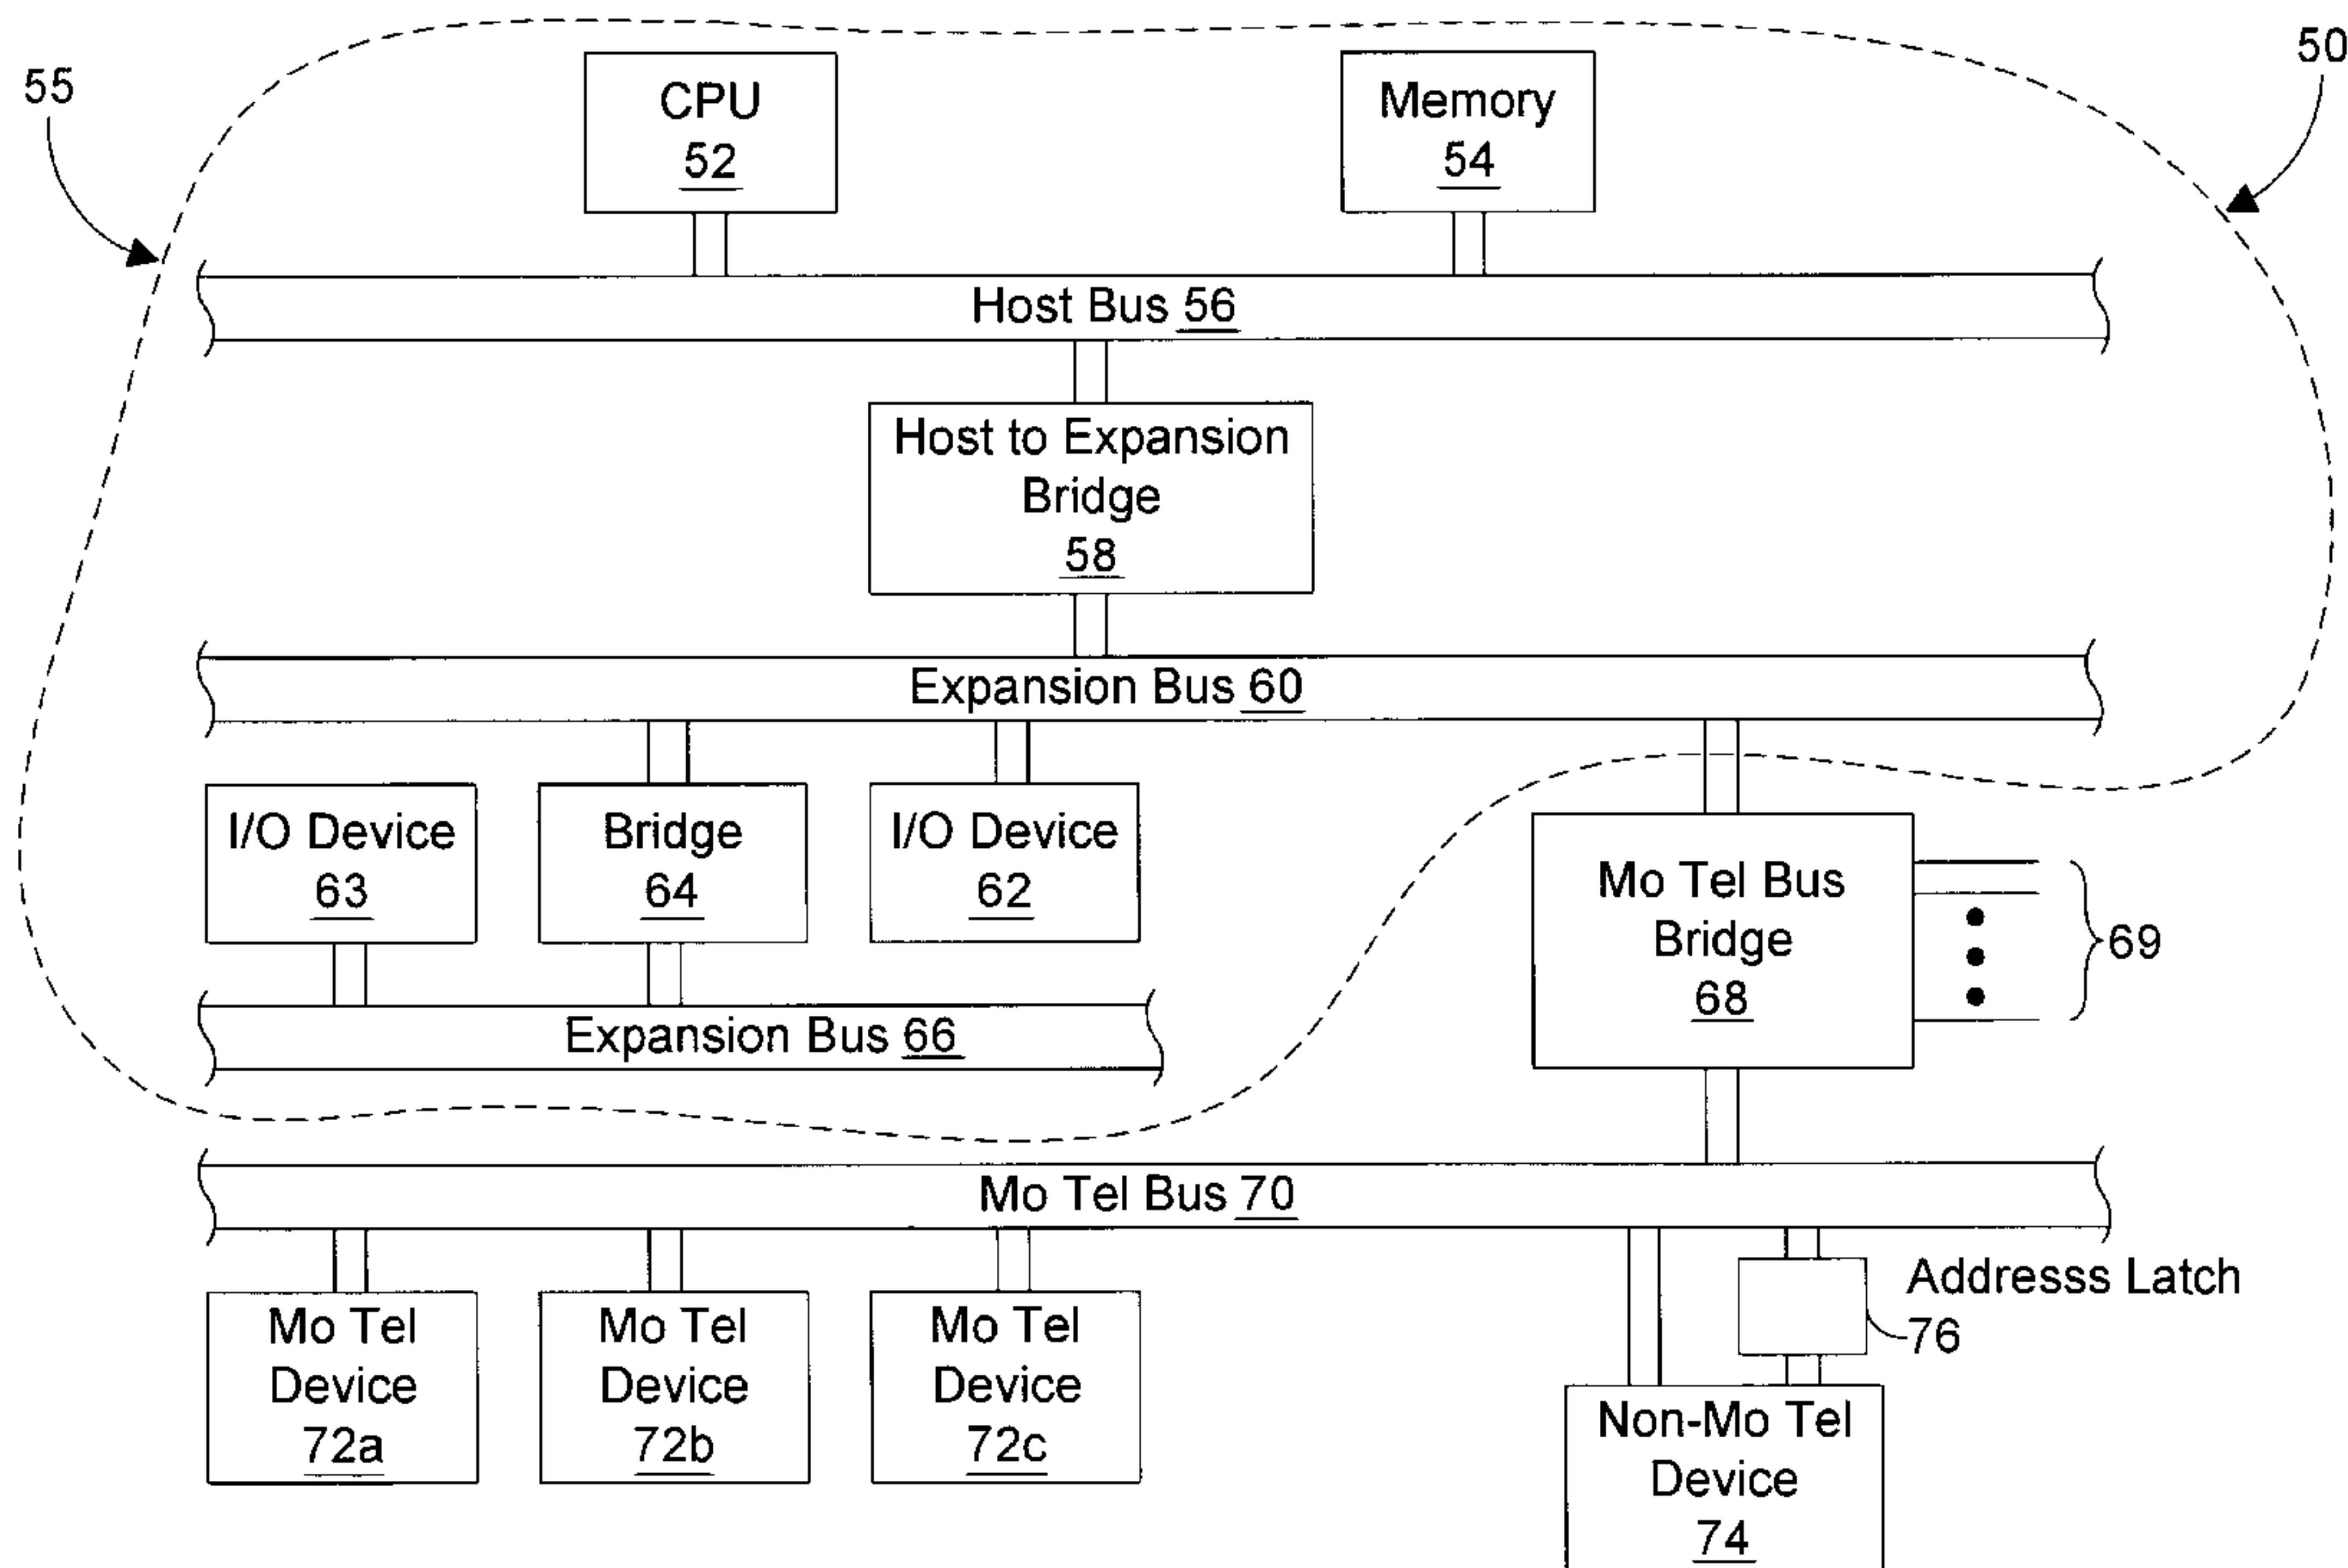 55
50
CPU
52
Memory
54
Host Bus 56
Host to Expansion
Bridge
58
Expansion Bus 60
I/O Device
63
Bridge
64
I/O Device
62
Mo Tel Bus
Bridge
68
69
Expansion Bus 66
Mo Tel Bus 70
Mo Tel
Device
72a
Mo Tel
Device
72b
Mo Tel
Device
72c
Addresss Latch
76
Non-Mo Tel
Device
74